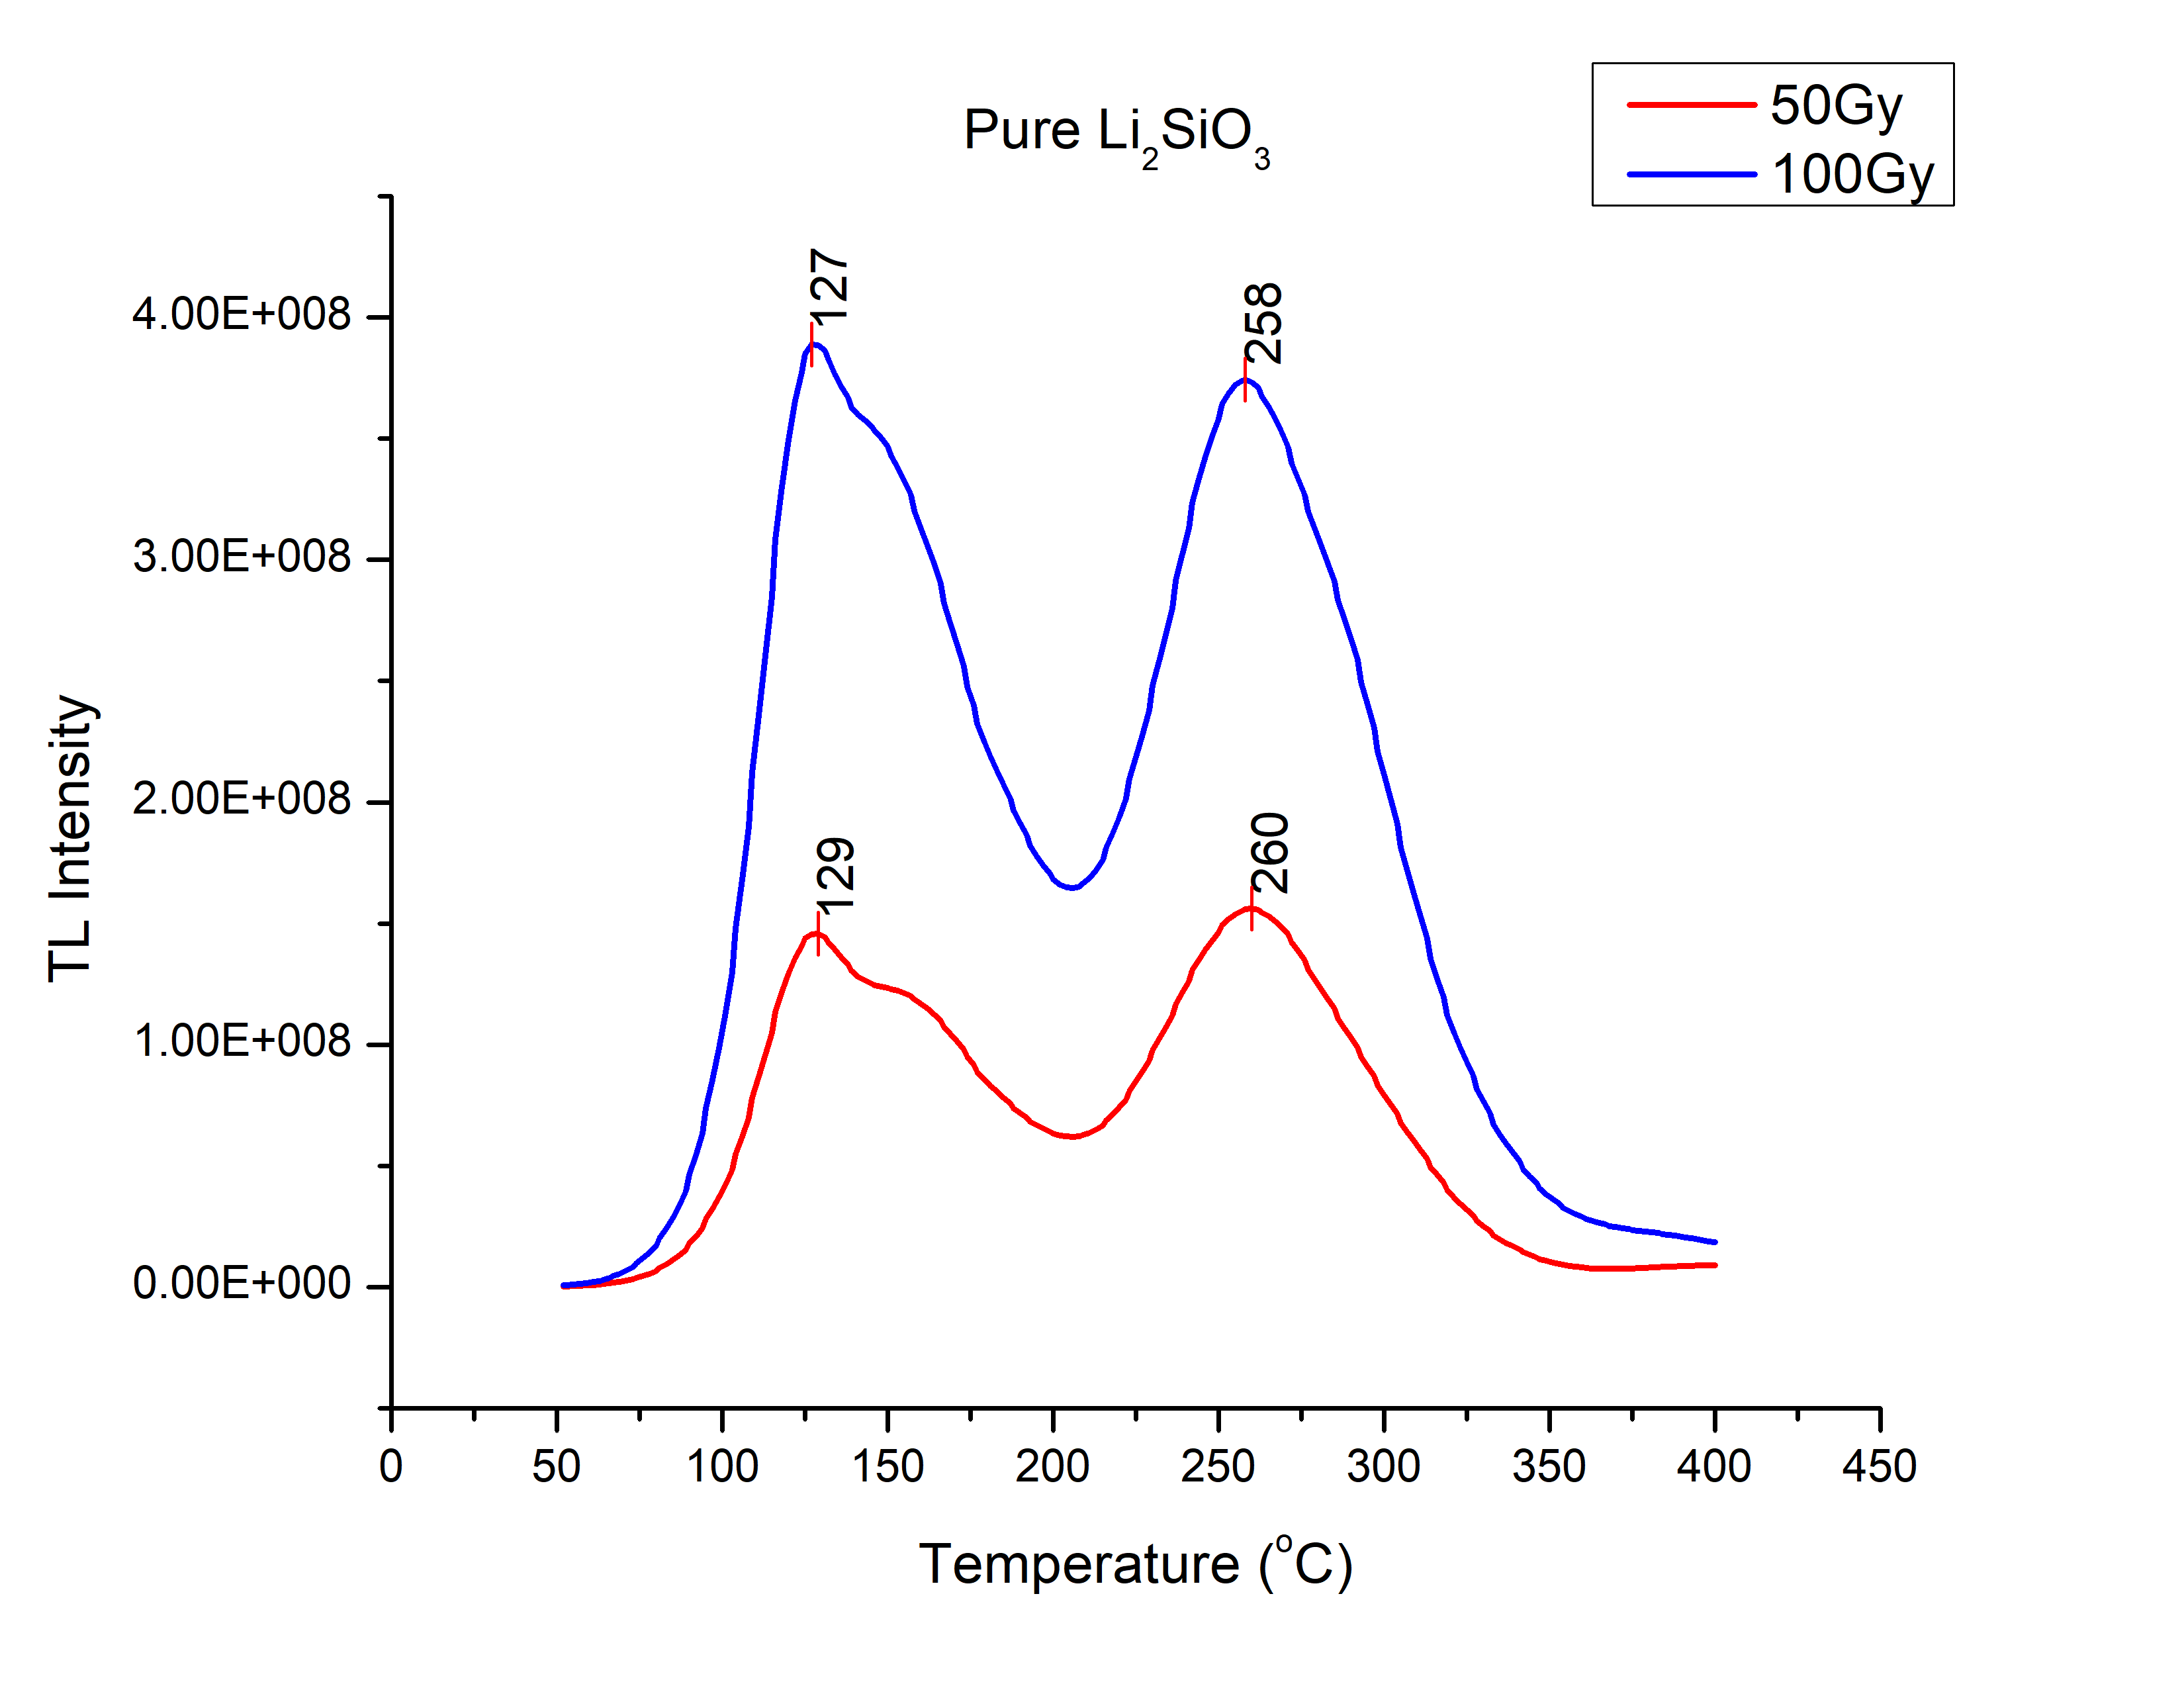 50Gy
100Gy
Pure Li₂SiO₃
127
258
129
260
4.00E+008
3.00E+008
2.00E+008
1.00E+008
0.00E+000
TL Intensity
0 50 100 150 200 250 300 350 400 450
Temperature (°C)